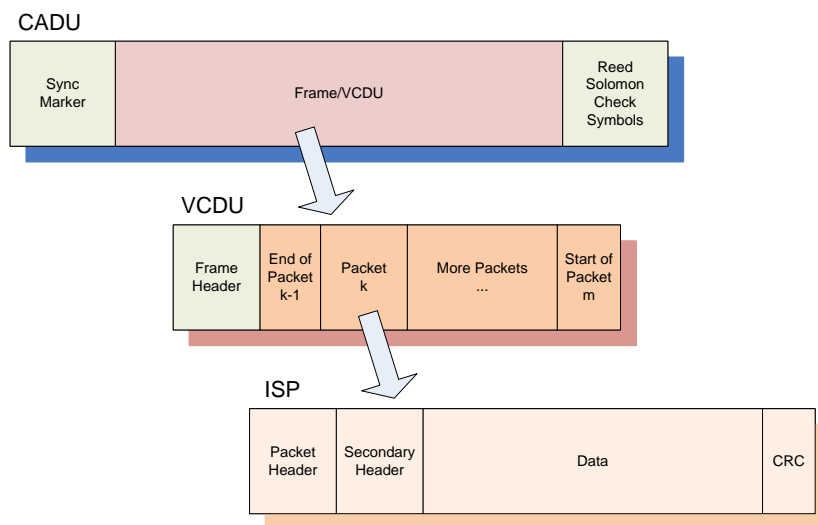 CADU
Sync
Marker
Frame/VCDU
Reed
Solomon
Check
Symbols
VCDU
Frame
Header
End of
Packet
k-1
Packet
k
More Packets
...
Start of
Packet
m
ISP
Packet
Header
Secondary
Header
Data
CRC